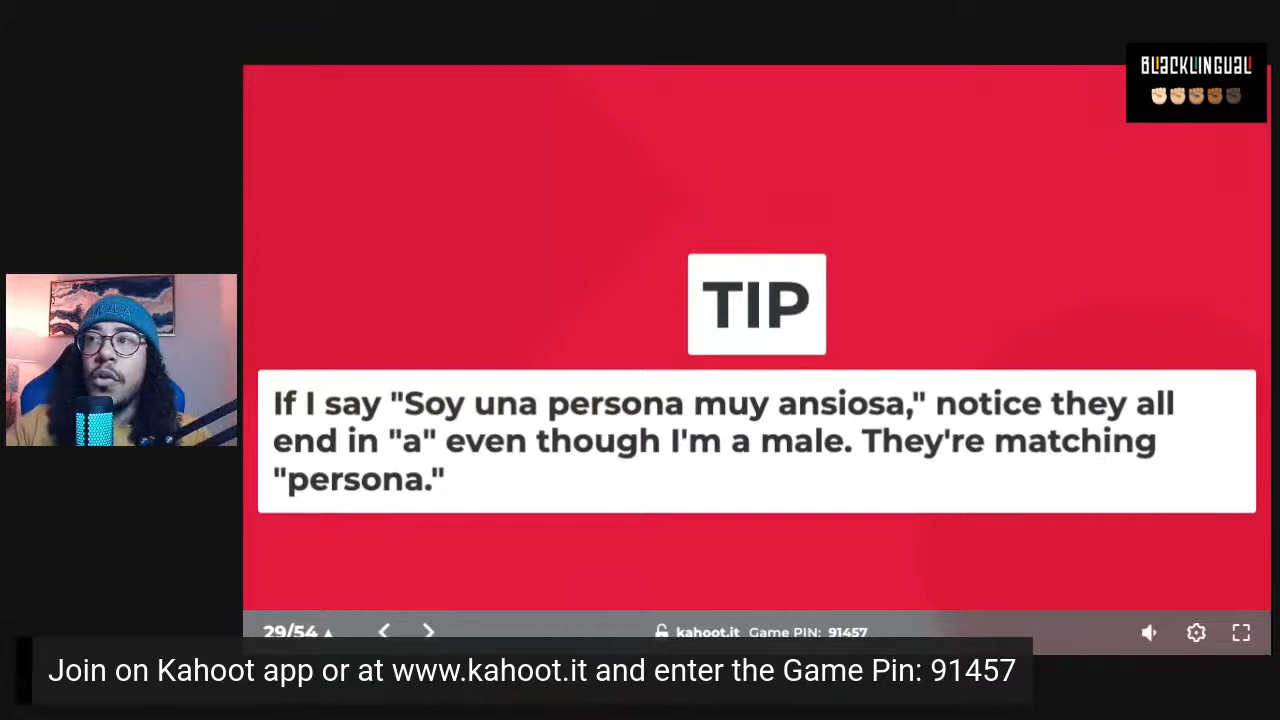 BLACKLINGUAL
TIP
If I say "Soy una persona muy ansiosa," notice they all
end in "a" even though I'm a male. They're matching
"persona."
29/54
kahoot.it Game PIN: 91457
Join on Kahoot app or at www.kahoot.it and enter the Game Pin: 91457